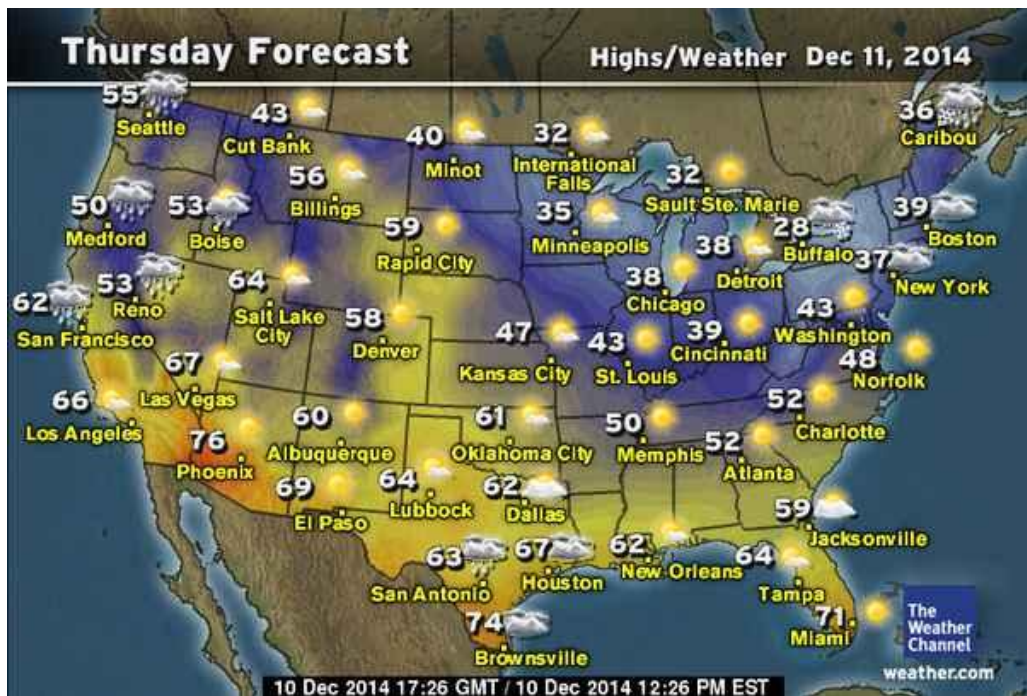 Thursday Forecast
Highs/Weather Dec 11, 2014
55
Seattle
43
Cut Bank
40
Minot
32
International
Falls
36
Caribou
56
Billings
32
Sault Ste. Marie
50
Medford
53
Boise
59
Rapid City
35
Minneapolis
28
Buffalo
39
Boston
38
Detroit
37
New York
53
Reno
64
Salt Lake
City
38
Chicago
62
San Francisco
58
Denver
47
Kansas City
43
St. Louis
39
Cincinnati
43
Washington
67
Las Vegas
48
Norfolk
66
Los Angeles
76
Phoenix
60
Albuquerque
61
Oklahoma City
50
Memphis
52
Atlanta
52
Charlotte
69
El Paso
64
Lubbock
62
Dallas
59
Jacksonville
63
San Antonio
67
Houston
62
New Orleans
64
Tampa
74
Brownsville
71
Miami
The
Weather
Channel
weather.com
10 Dec 2014 17:26 GMT / 10 Dec 2014 12:26 PM EST